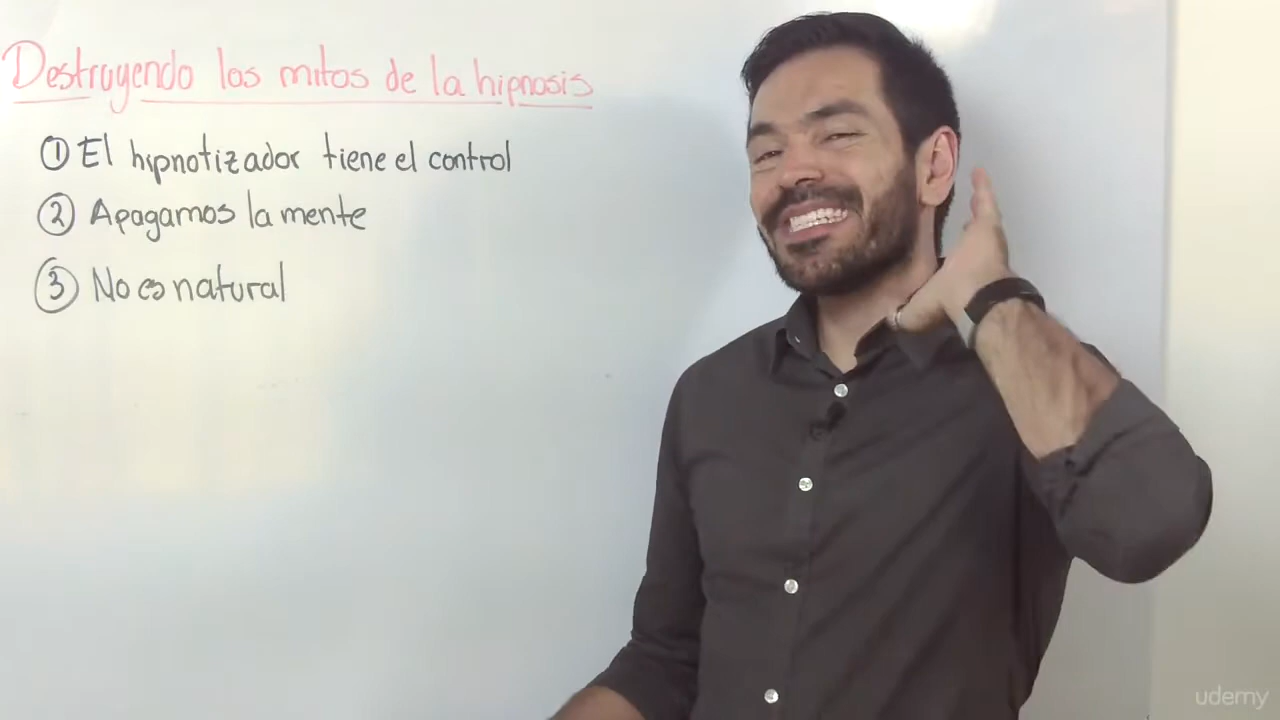 Destruyendo los mitos de la hipnosis
① El hipnotizador tiene el control
② Apagamos la mente
③ No es natural
udemy